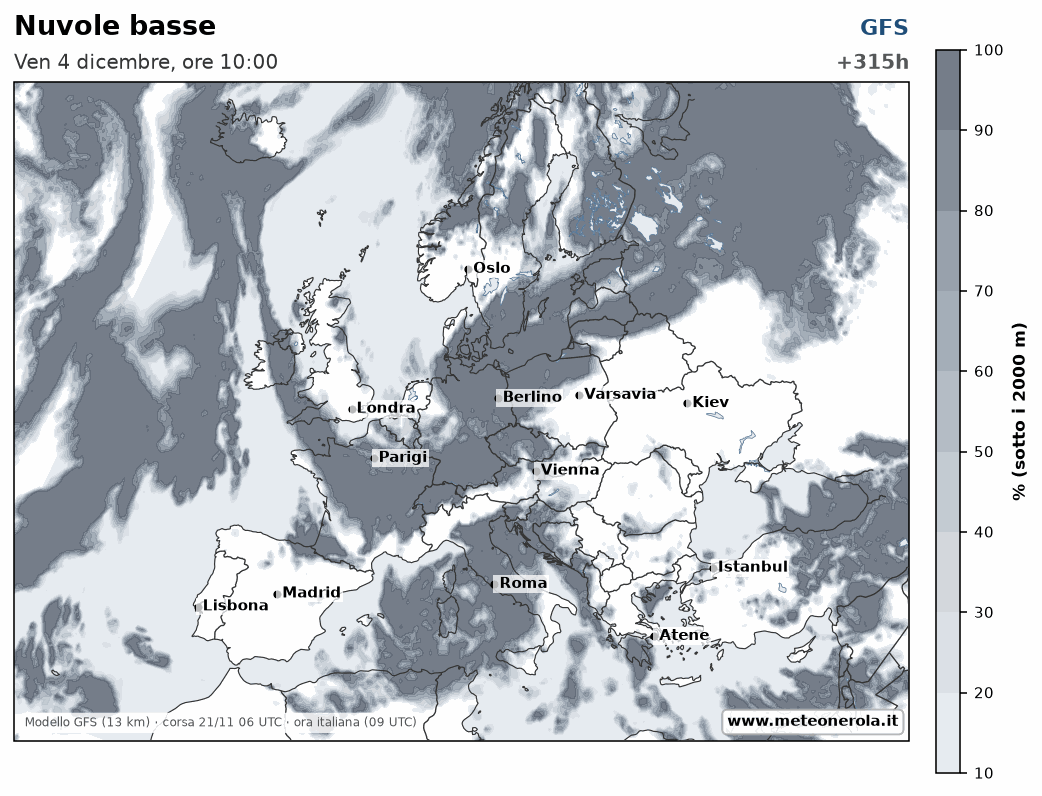 Nuvole basse
GFS
Ven 4 dicembre, ore 10:00
+315h
100
90
80
70
60
50
40
30
20
10
% (sotto i 2000 m)
Oslo
Londra
Berlino
Varsavia
Kiev
Parigi
Vienna
Istanbul
Roma
Madrid
Lisbona
Atene
Modello GFS (13 km) · corsa 21/11 06 UTC · ora italiana (09 UTC)
www.meteonerola.it